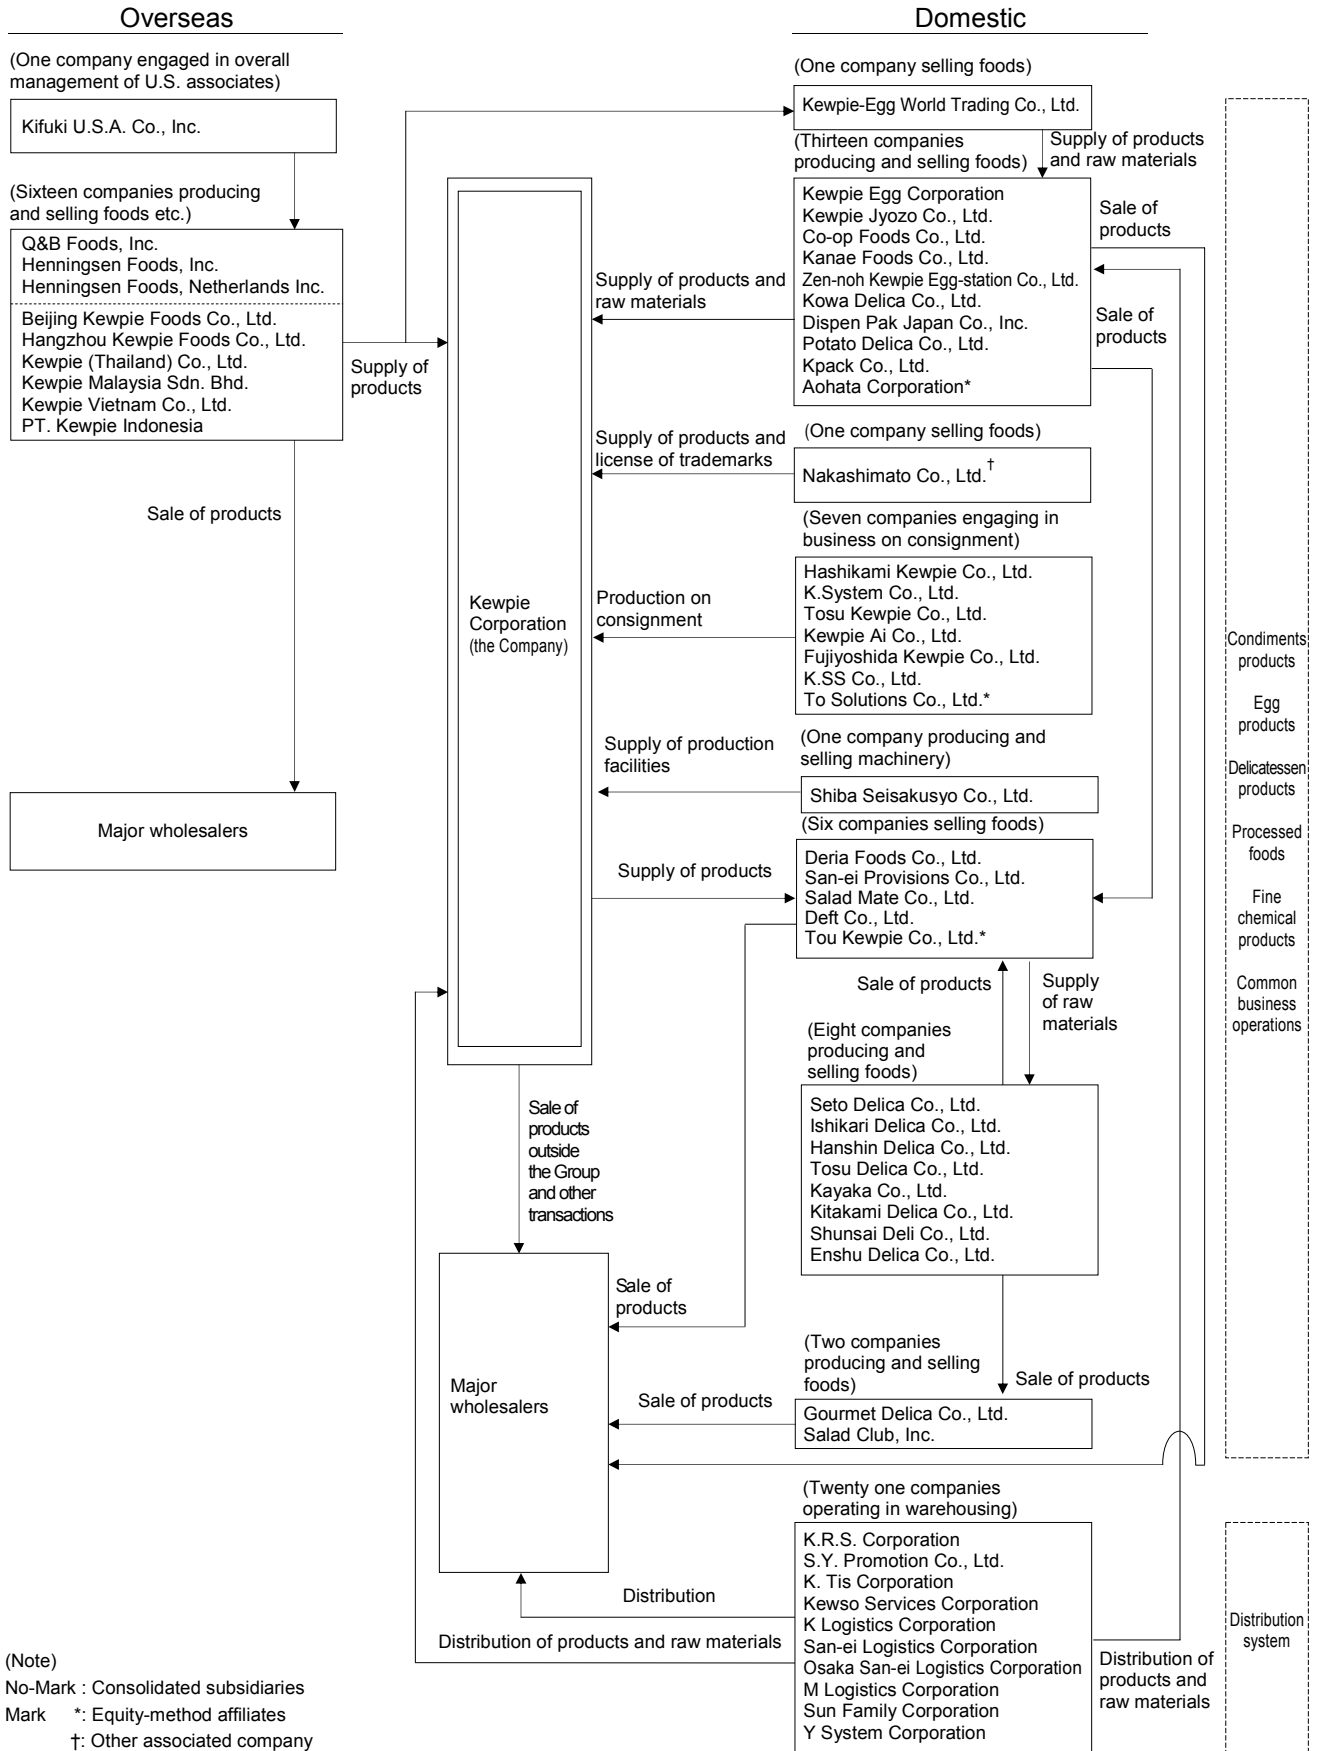 Overseas
(One company engaged in overall
management of U.S. associates)
Kifuki U.S.A. Co., Inc.
(Sixteen companies producing
and selling foods etc.)
Q&B Foods, Inc.
Henningsen Foods, Inc.
Henningsen Foods, Netherlands Inc.
Beijing Kewpie Foods Co., Ltd.
Hangzhou Kewpie Foods Co., Ltd.
Kewpie (Thailand) Co., Ltd.
Kewpie Malaysia Sdn. Bhd.
Kewpie Vietnam Co., Ltd.
PT. Kewpie Indonesia
Supply of
products
Sale of products
Major wholesalers
Kewpie
Corporation
(the Company)
Sale of
products
outside
the Group
and other
transactions
Major
wholesalers
Domestic
(One company selling foods)
Kewpie-Egg World Trading Co., Ltd.
(Thirteen companies
producing and selling foods)
Supply of products
and raw materials
Kewpie Egg Corporation
Kewpie Jyozo Co., Ltd.
Co-op Foods Co., Ltd.
Kanae Foods Co., Ltd.
Zen-noh Kewpie Egg-station Co., Ltd.
Kowa Delica Co., Ltd.
Dispen Pak Japan Co., Inc.
Potato Delica Co., Ltd.
Kpack Co., Ltd.
Aohata Corporation*
Sale of
products
Sale of
products
Supply of products and
raw materials
(One company selling foods)
Supply of products and
license of trademarks
Nakashimato Co., Ltd.†
(Seven companies engaging in
business on consignment)
Production on
consignment
Hashikami Kewpie Co., Ltd.
K.System Co., Ltd.
Tosu Kewpie Co., Ltd.
Kewpie Ai Co., Ltd.
Fujiyoshida Kewpie Co., Ltd.
K.SS Co., Ltd.
To Solutions Co., Ltd.*
Supply of production
facilities
(One company producing and
selling machinery)
Shiba Seisakusyo Co., Ltd.
(Six companies selling foods)
Supply of products
Deria Foods Co., Ltd.
San-ei Provisions Co., Ltd.
Salad Mate Co., Ltd.
Deft Co., Ltd.
Tou Kewpie Co., Ltd.*
Sale of products
Supply
of raw
materials
(Eight companies
producing and
selling foods)
Seto Delica Co., Ltd.
Ishikari Delica Co., Ltd.
Hanshin Delica Co., Ltd.
Tosu Delica Co., Ltd.
Kayaka Co., Ltd.
Kitakami Delica Co., Ltd.
Shunsai Deli Co., Ltd.
Enshu Delica Co., Ltd.
Sale of
products
(Two companies
producing and selling
foods)
Sale of products
Sale of products
Gourmet Delica Co., Ltd.
Salad Club, Inc.
(Twenty one companies
operating in warehousing)
K.R.S. Corporation
S.Y. Promotion Co., Ltd.
K. Tis Corporation
Kewso Services Corporation
K Logistics Corporation
San-ei Logistics Corporation
Osaka San-ei Logistics Corporation
M Logistics Corporation
Sun Family Corporation
Y System Corporation
Distribution
Distribution of products and raw materials
Distribution of
products and
raw materials
Condiments
products
Egg
products
Delicatessen
products
Processed
foods
Fine
chemical
products
Common
business
operations
Distribution
system
(Note)
No-Mark : Consolidated subsidiaries
Mark *: Equity-method affiliates
†: Other associated company